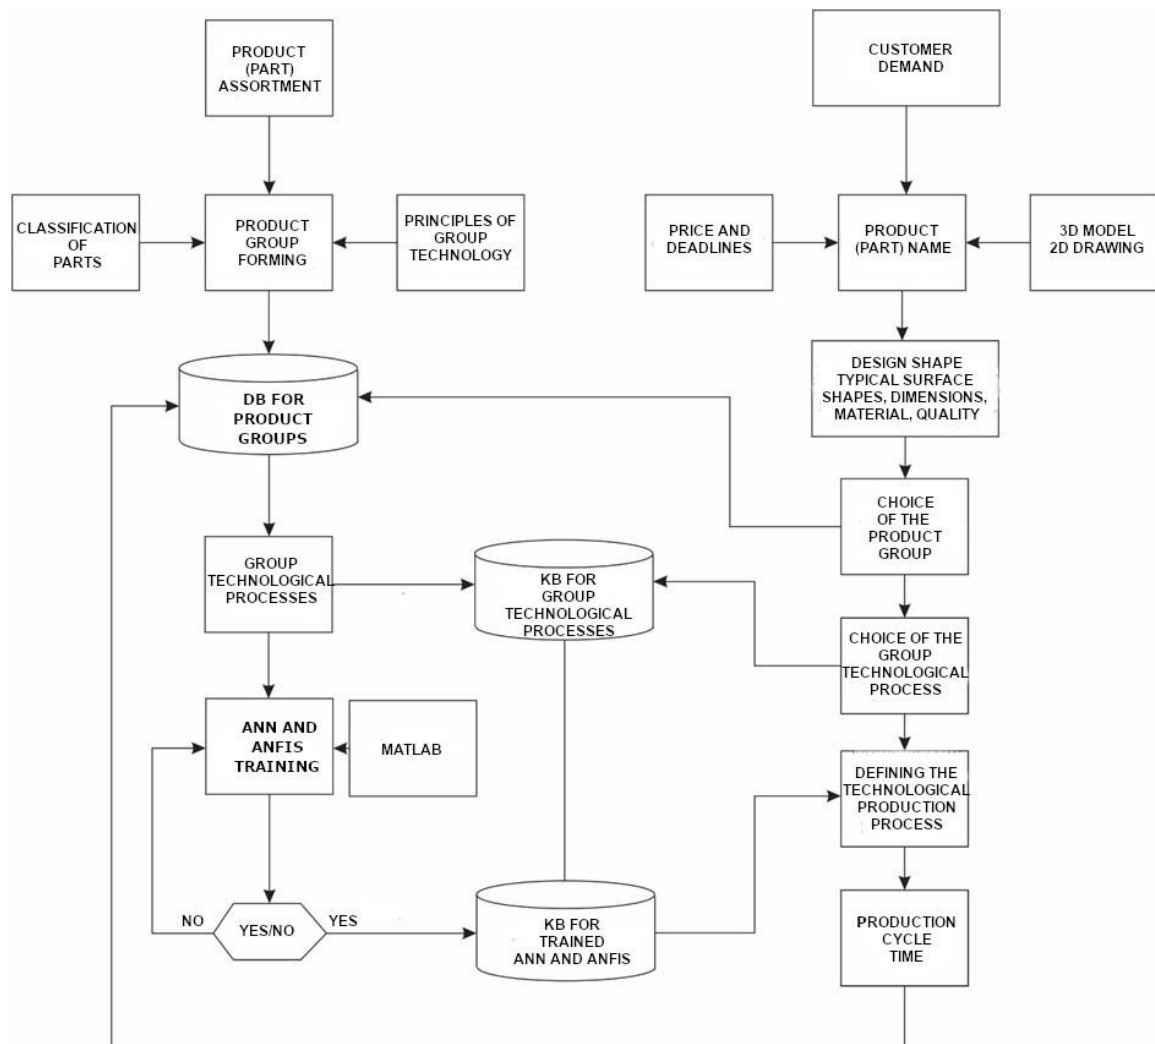 PRODUCT
(PART)
ASSORTMENT
CUSTOMER
DEMAND
CLASSIFICATION
OF
PARTS
PRODUCT
GROUP
FORMING
PRINCIPLES OF
GROUP
TECHNOLOGY
PRICE AND
DEADLINES
PRODUCT
(PART) NAME
3D MODEL
2D DRAWING
DB FOR
PRODUCT
GROUPS
DESIGN SHAPE
TYPICAL SURFACE
SHAPES, DIMENSIONS,
MATERIAL, QUALITY
CHOICE
OF THE
PRODUCT
GROUP
GROUP
TECHNOLOGICAL
PROCESSES
KB FOR
GROUP
TECHNOLOGICAL
PROCESSES
CHOICE OF THE
GROUP
TECHNOLOGICAL
PROCESS
ANN AND
ANFIS
TRAINING
MATLAB
DEFINING THE
TECHNOLOGICAL
PRODUCTION
PROCESS
NO
YES/NO
YES
KB FOR
TRAINED
ANN AND ANFIS
PRODUCTION
CYCLE
TIME